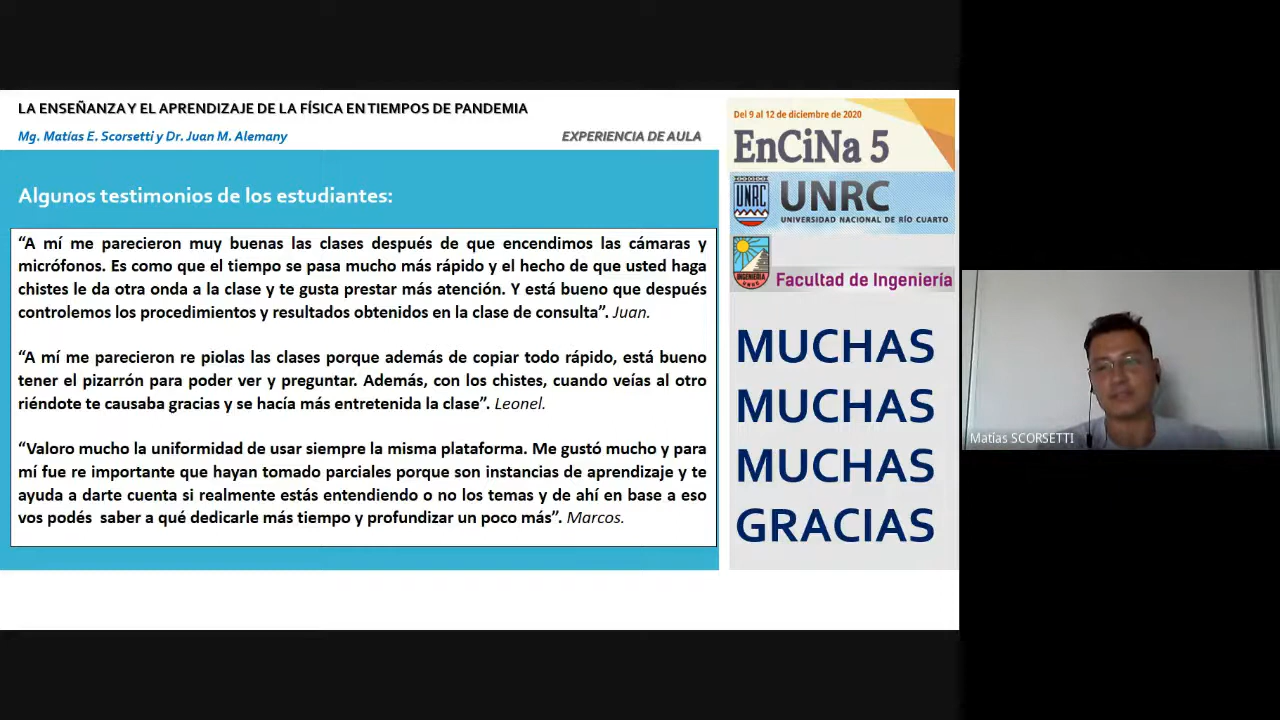 LA ENSEÑANZA Y EL APRENDIZAJE DE LA FÍSICA EN TIEMPOS DE PANDEMIA
Mg. Matías E. Scorsetti y Dr. Juan M. Alemany
EXPERIENCIA DE AULA
Algunos testimonios de los estudiantes:
“A mí me parecieron muy buenas las clases después de que encendimos las cámaras y
micrófonos. Es como que el tiempo se pasa mucho más rápido y el hecho de que usted haga
chistes le da otra onda a la clase y te gusta prestar más atención. Y está bueno que después
controlemos los procedimientos y resultados obtenidos en la clase de consulta”. Juan.
“A mí me parecieron re piolas las clases porque además de copiar todo rápido, está bueno
tener el pizarrón para poder ver y preguntar. Además, con los chistes, cuando veías al otro
riéndote te causaba gracias y se hacía más entretenida la clase”. Leonel.
“Valoro mucho la uniformidad de usar siempre la misma plataforma. Me gustó mucho y para
mí fue re importante que hayan tomado parciales porque son instancias de aprendizaje y te
ayuda a darte cuenta si realmente estás entendiendo o no los temas y de ahí en base a eso
vos podés saber a qué dedicarle más tiempo y profundizar un poco más”. Marcos.
Del 9 al 12 de diciembre de 2020
EnCiNa 5
UNRC
UNRC
UNIVERSIDAD NACIONAL DE RÍO CUARTO
INGENIERIA
UNRC
Facultad de Ingeniería
MUCHAS
MUCHAS
MUCHAS
GRACIAS
Matías SCORSETTI